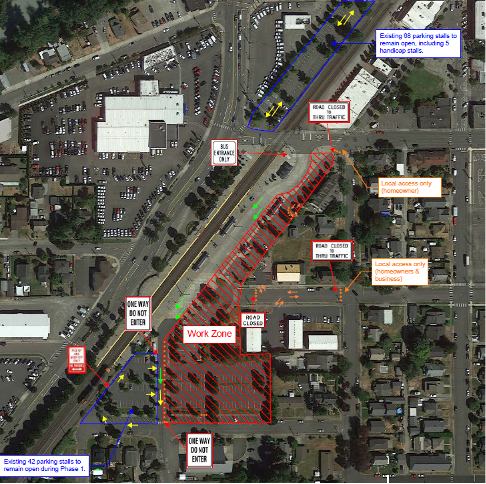 Existing 68 parking stalls to
remain open, including 5
handicap stalls.
ROAD CLOSED
TO
THRU TRAFFIC
BUS
ENTRANCE
ONLY
Local access only
(homeowner)
ROAD CLOSED
TO
THRU TRAFFIC
Local access only
(homeowners &
business)
ONE WAY
DO NOT
ENTER
Work Zone
ROAD
CLOSED
ONE WAY
DO NOT
ENTER
Existing 42 parking stalls to
remain open during Phase 1.